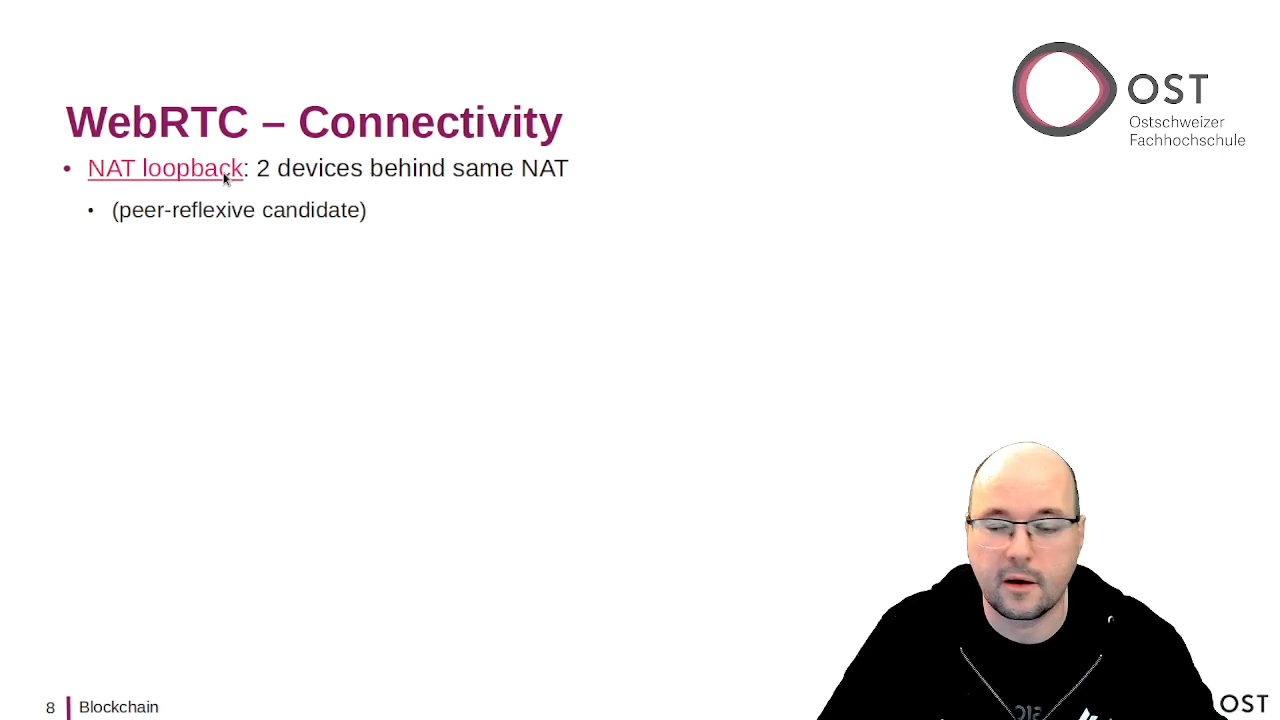 OST
Ostschweizer
Fachhochschule
WebRTC – Connectivity
• NAT loopback: 2 devices behind same NAT
• (peer-reflexive candidate)
8 Blockchain
OST